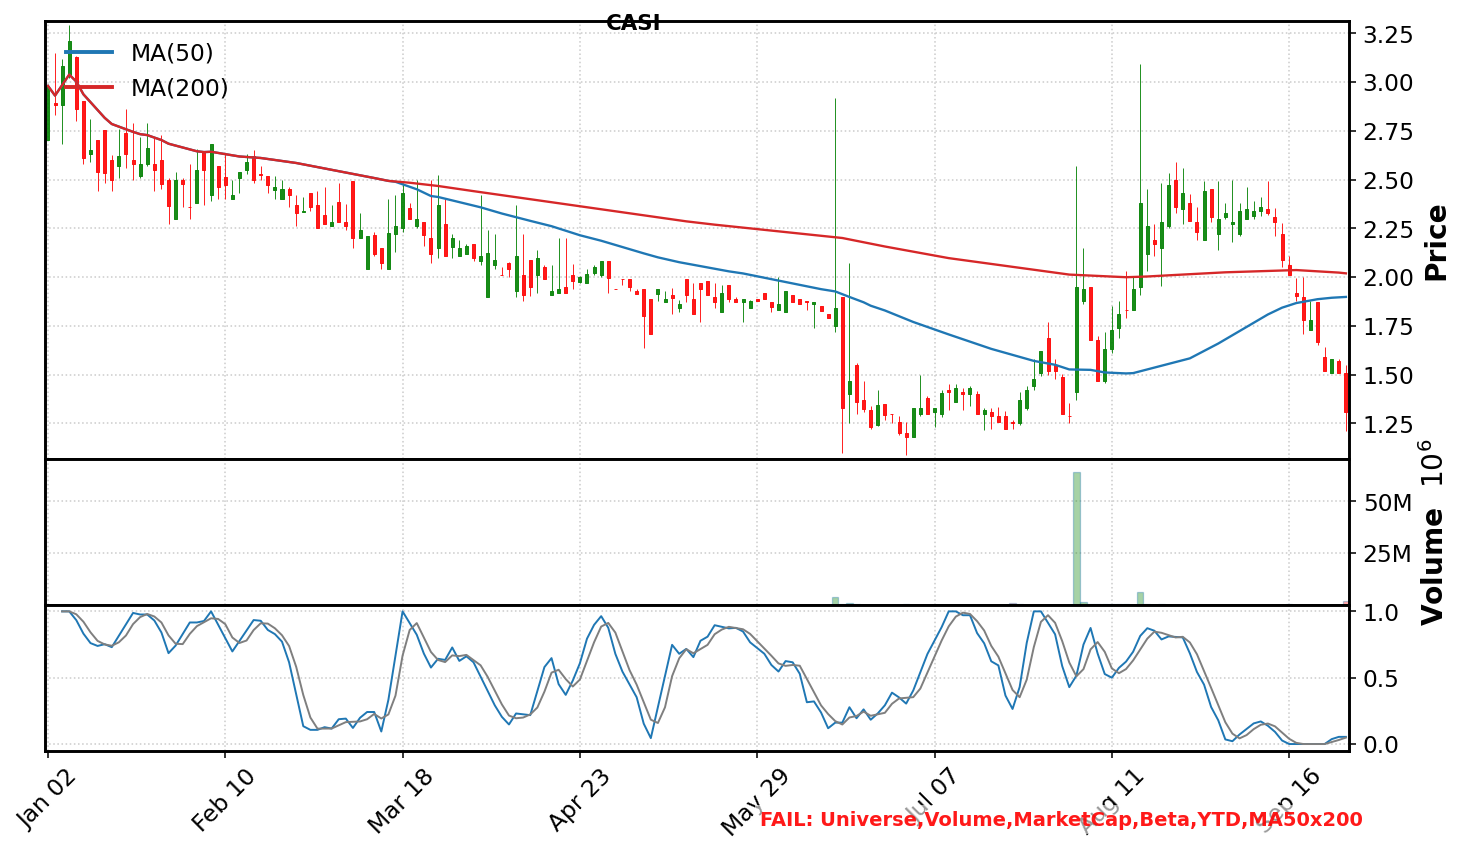 CASI
MA(50)
MA(200)
3.25
3.00
2.75
2.50
2.25
2.00
1.75
1.50
1.25
Price
50M
25M
Volume 10^6
1.0
0.5
0.0
Jan 02
Feb 10
Mar 18
Apr 23
May 29
Jul 07
Aug 11
Sep 16
FAIL: Universe,Volume,MarketCap,Beta,YTD,MA50x200